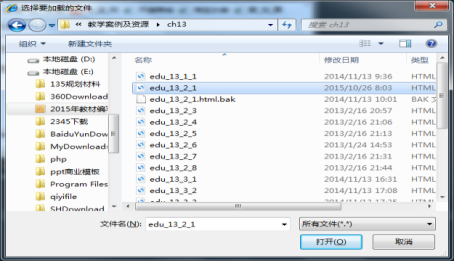 选择要加载的文件
« 教学案例及资源 ▸ ch13
搜索 ch13
组织 ▾ 新建文件夹
本地磁盘 (D:)
本地磁盘 (E:)
135规划材料
360Download
2015年教材编写
2345下载
BaiduYunDow
MyDownloads
php
ppt商业模板
Program Files
qiyifile
SHDownload
名称 修改日期 类型
edu_13_1_1 2014/11/13 9:36 HTML
edu_13_2_1 2015/10/26 8:03 HTML
edu_13_2_1.html.bak 2014/11/13 10:01 BAK 文
edu_13_2_3 2013/2/16 20:57 HTML
edu_13_2_4 2013/2/16 21:06 HTML
edu_13_2_5 2013/2/16 21:13 HTML
edu_13_2_6 2013/1/24 14:53 HTML
edu_13_2_7 2013/2/16 21:31 HTML
edu_13_2_8 2013/2/16 21:44 HTML
edu_13_3_1 2014/11/13 16:31 HTML
edu_13_3_2 2014/11/13 17:08 HTML
文件名(N): edu_13_2_1 所有文件(*.*)
打开(O) 取消